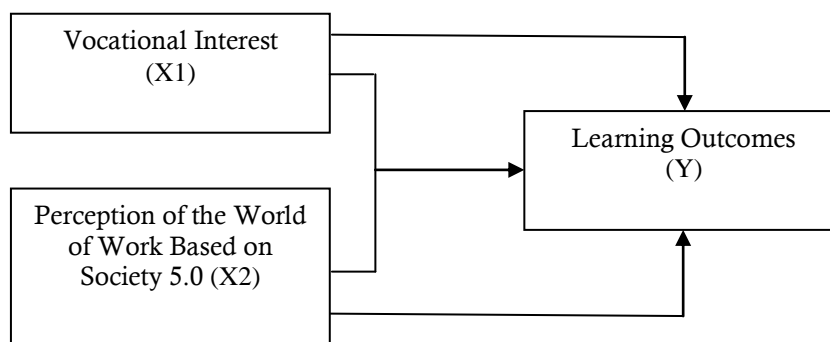 Vocational Interest
(X1)
Learning Outcomes
(Y)
Perception of the World
of Work Based on
Society 5.0 (X2)